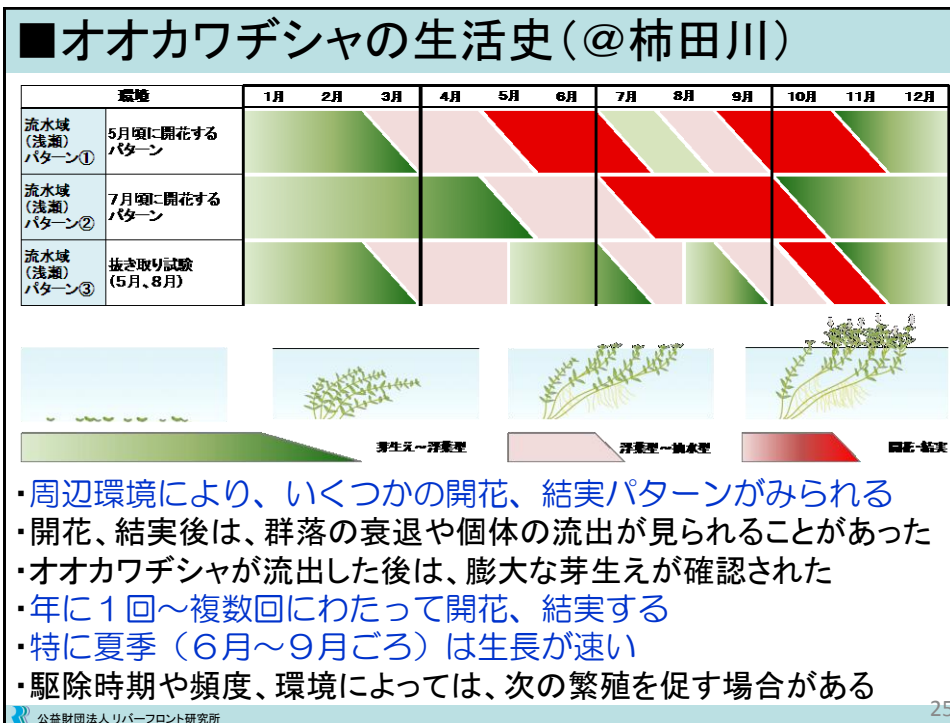 ■オオカワヂシャの生活史（＠柿田川）
環境 1月 2月 3月 4月 5月 6月 7月 8月 9月 10月 11月 12月
流水域
（浅瀬）
パターン①
5月頃に開花する
パターン
流水域
（浅瀬）
パターン②
7月頃に開花する
パターン
流水域
（浅瀬）
パターン③
抜き取り試験
（5月、8月）
芽生え～浮葉型 浮葉型～抽水型 開花・結実
・周辺環境により、いくつかの開花、結実パターンがみられる
・開花、結実後は、群落の衰退や個体の流出が見られることがあった
・オオカワヂシャが流出した後は、膨大な芽生えが確認された
・年に１回～複数回にわたって開花、結実する
・特に夏季（６月～９月ごろ）は生長が速い
・駆除時期や頻度、環境によっては、次の繁殖を促す場合がある
公益財団法人 リバーフロント研究所
25